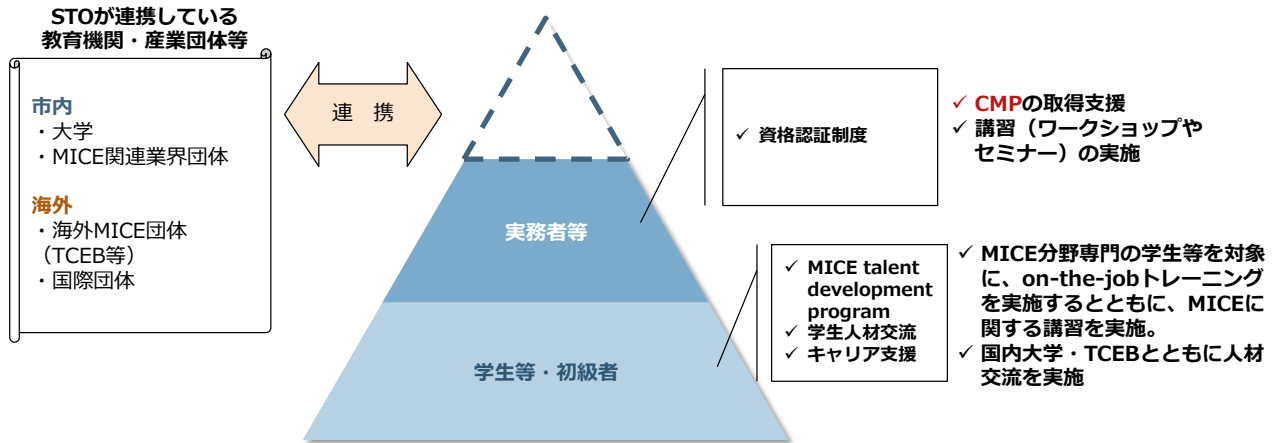 STOが連携している
教育機関・産業団体等
市内
・大学
・MICE関連業界団体
海外
・海外MICE団体
(TCEB等)
・国際団体
連 携
実務者等
学生等・初級者
✓ 資格認証制度
✓ CMPの取得支援
✓ 講習(ワークショップや
セミナー)の実施
✓ MICE talent
development
program
✓ 学生人材交流
✓ キャリア支援
✓ MICE分野専門の学生等を対象
に、on-the-jobトレーニング
を実施するとともに、MICEに
関する講習を実施。
✓ 国内大学・TCEBとともに人材
交流を実施